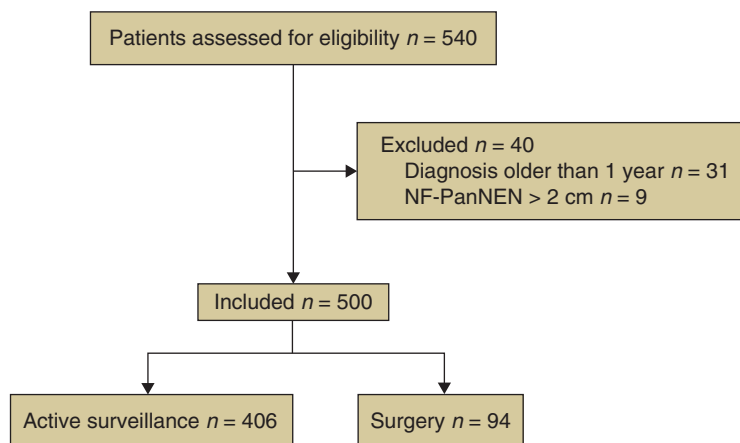 Patients assessed for eligibility n = 540
Excluded n = 40
Diagnosis older than 1 year n = 31
NF-PanNEN > 2 cm n = 9
Included n = 500
Active surveillance n = 406
Surgery n = 94